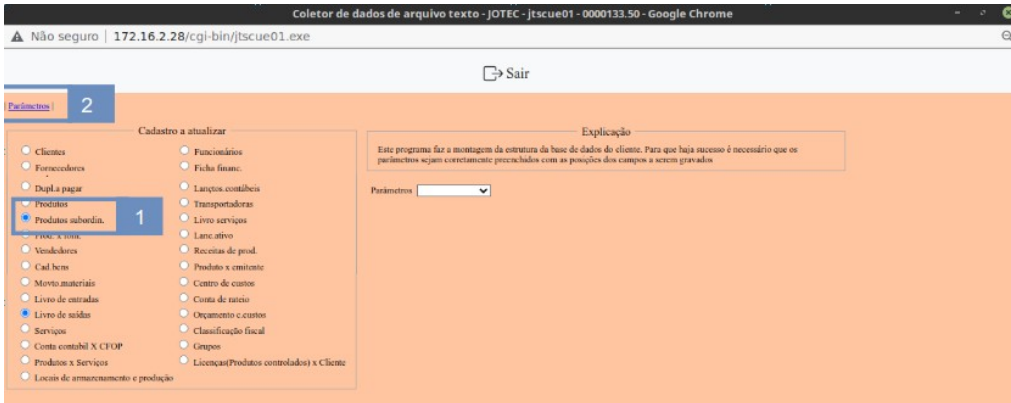 Coletor de dados de arquivo texto - JOTEC - jtscue01 - 0000133.50 - Google Chrome
Não seguro | 172.16.2.28/cgi-bin/jtscue01.exe
Sair
| Parâmetros |
2
Cadastro a atualizar
Clientes
Funcionários
Fornecedores
Ficha financ.
Dupl.a pagar
Lançtos.contábeis
Produtos
Transportadoras
Produtos subordin.
1
Livro serviços
Lanc.ativo
Vendedores
Receitas de prod.
Cad.bens
Produto x emitente
Movto.materiais
Centro de custos
Livro de entradas
Conta de rateio
Livro de saídas
Orçamento c.custos
Serviços
Classificação fiscal
Conta contabil X CFOP
Grupos
Produtos x Serviços
Licenças(Produtos controlados) x Cliente
Locais de armazenamento e produção
Explicação
Este programa faz a montagem da estrutura da base de dados do cliente. Para que haja sucesso é necessário que os
parâmetros sejam corretamente preenchidos com as posições dos campos a serem gravados
Parâmetros